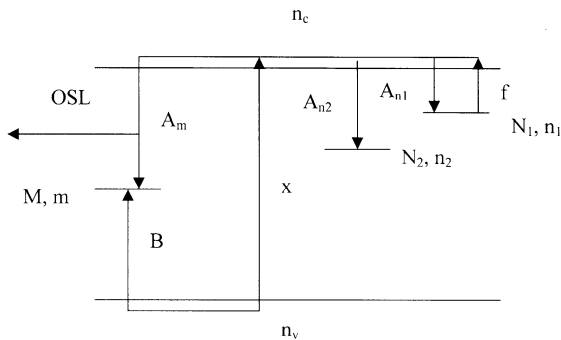 n_c
OSL
A_m
A_n2
A_n1
f
N_1, n_1
N_2, n_2
M, m
x
B
n_v